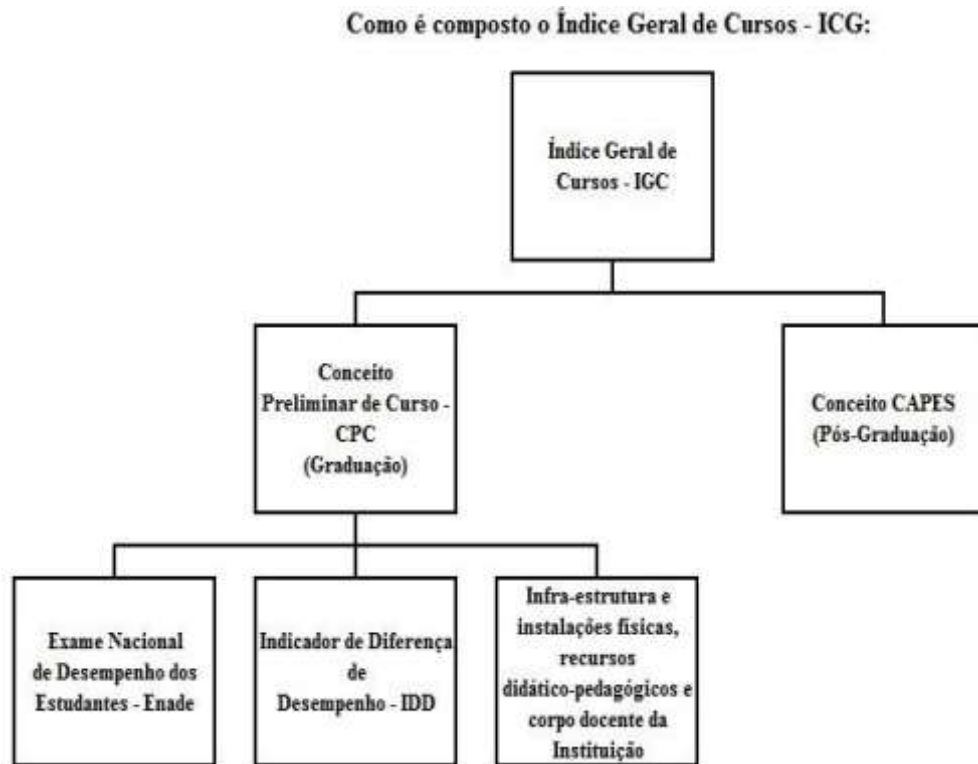 Como é composto o Índice Geral de Cursos - ICG:
Índice Geral de
Cursos - IGC
Conceito
Preliminar de Curso -
CPC
(Graduação)
Conceito CAPES
(Pós-Graduação)
Exame Nacional
de Desempenho dos
Estudantes - Enade
Indicador de Diferença
de
Desempenho - IDD
Infra-estrutura e
instalações físicas,
recursos
didático-pedagógicos e
corpo docente da
Instituição